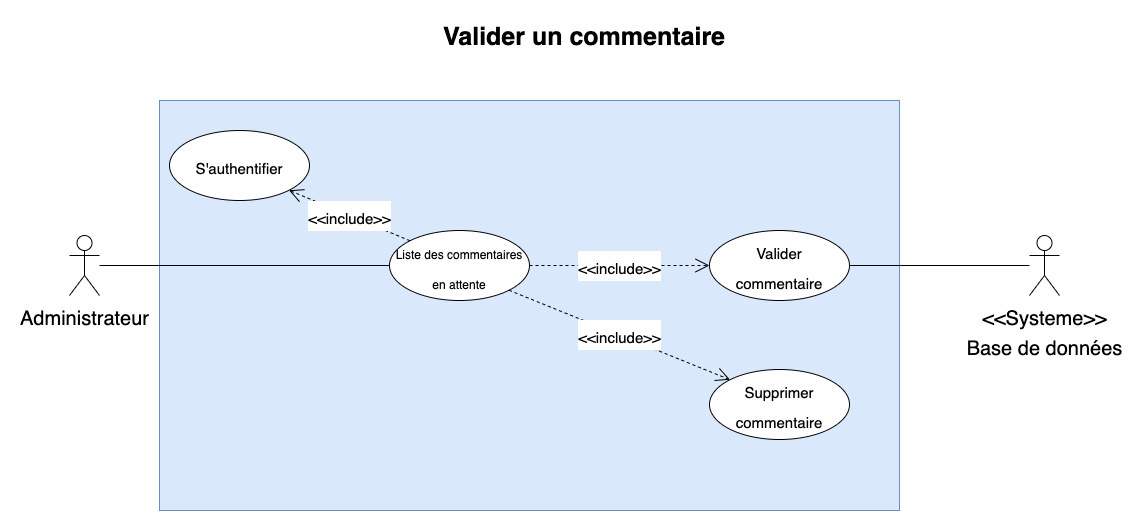 Valider un commentaire
S'authentifier
<<include>>
Liste des commentaires
en attente
<<include>>
Valider
commentaire
<<include>>
Supprimer
commentaire
Administrateur
<<Systeme>>
Base de données